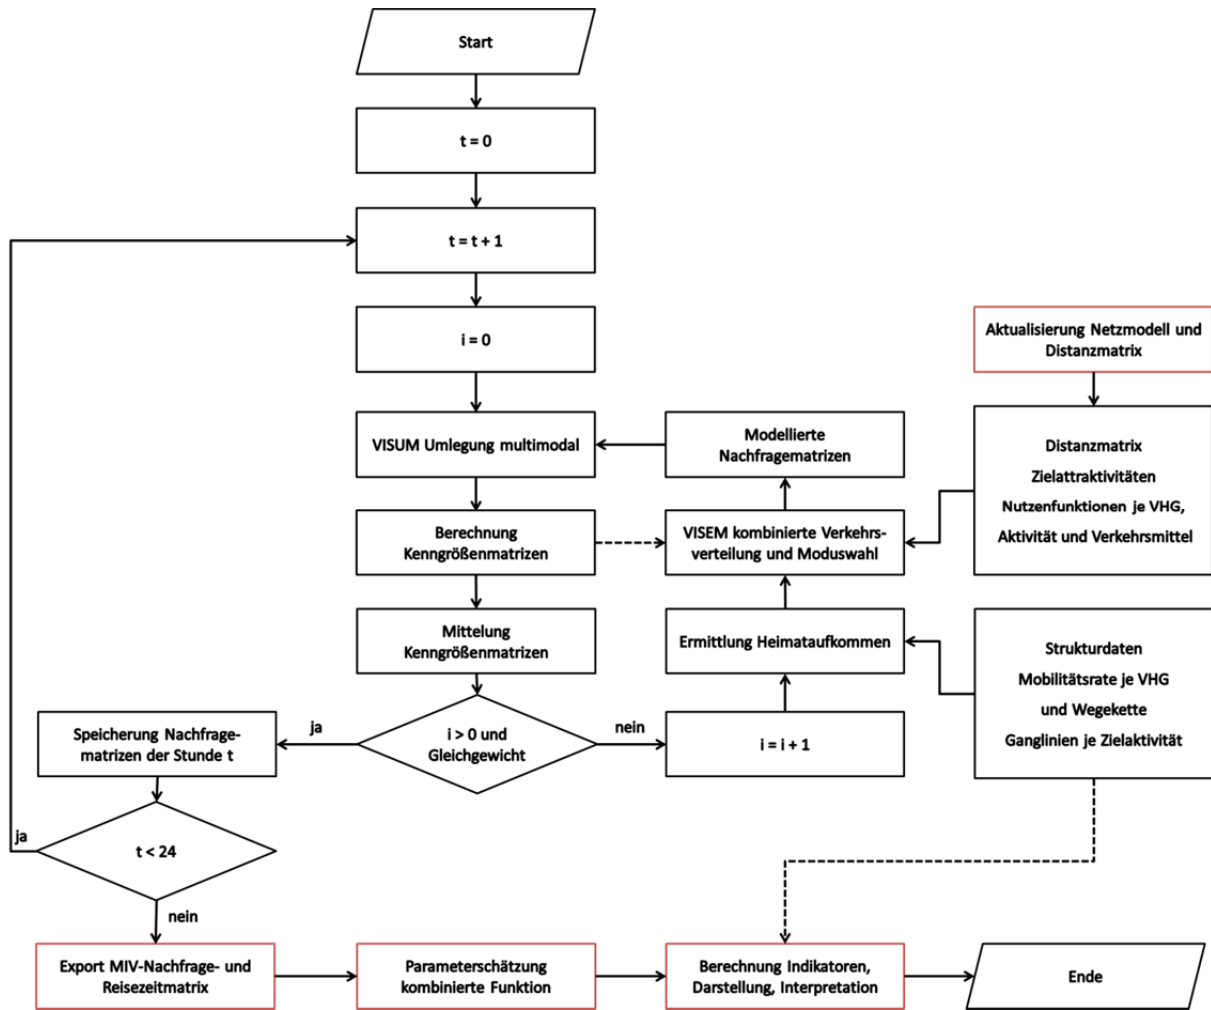 Start
t = 0
t = t + 1
i = 0
Aktualisierung Netzmodell und
Distanzmatrix
VISUM Umlegung multimodal
Modellierte
Nachfragematrizen
Distanzmatrix
Zielattraktivitäten
Nutzenfunktionen je VHG,
Aktivität und Verkehrsmittel
Berechnung
Kenngrößenmatrizen
VISEM kombinierte Verkehrs-
verteilung und Moduswahl
Mittelung
Kenngrößenmatrizen
Ermittlung Heimataufkommen
Strukturdaten
Mobilitätsrate je VHG
und Wegekette
Ganglinien je Zielaktivität
Speicherung Nachfrage-
matrizen der Stunde t
ja
i > 0 und
Gleichgewicht
nein
i = i + 1
ja
t < 24
nein
Export MIV-Nachfrage- und
Reisezeitmatrix
Parameterschätzung
kombinierte Funktion
Berechnung Indikatoren,
Darstellung, Interpretation
Ende